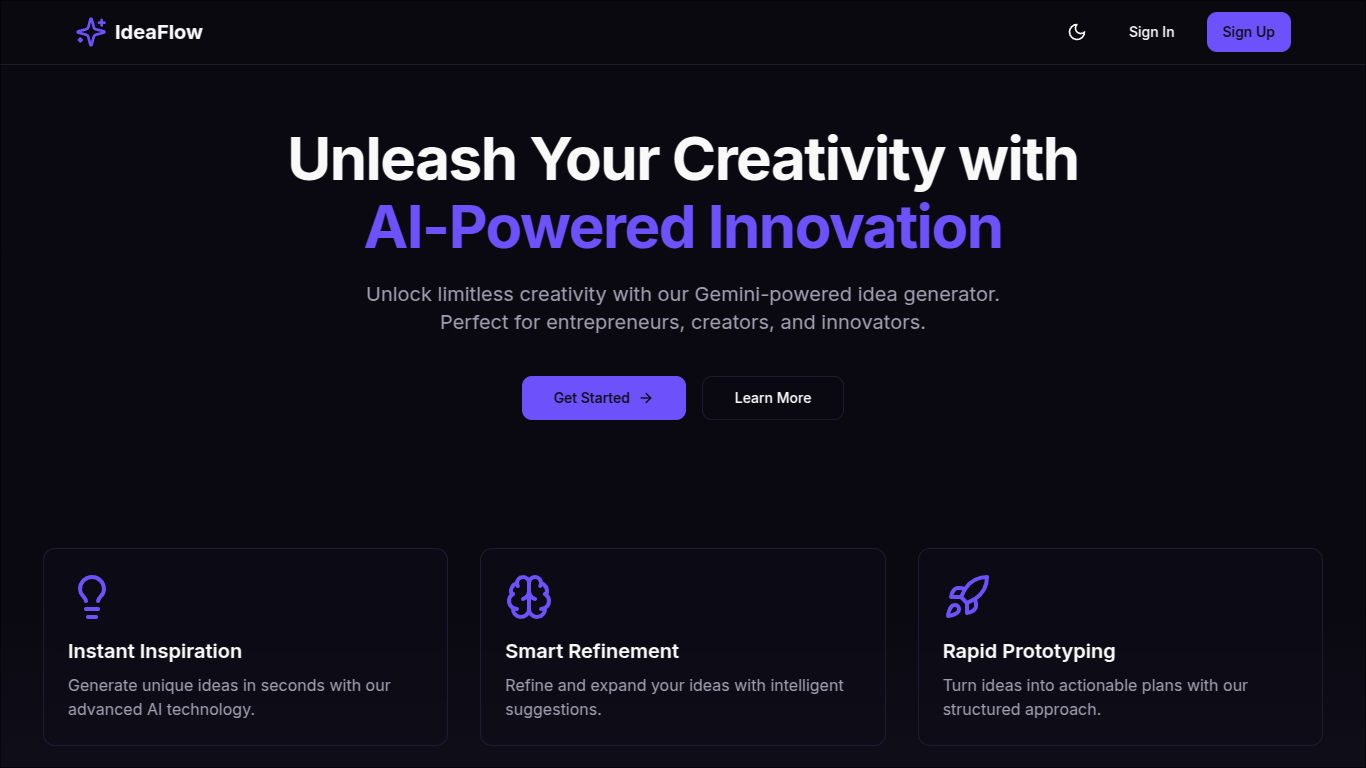 IdeaFlow
Sign In
Sign Up
Unleash Your Creativity with
AI-Powered Innovation
Unlock limitless creativity with our Gemini-powered idea generator.
Perfect for entrepreneurs, creators, and innovators.
Get Started
Learn More
Instant Inspiration
Generate unique ideas in seconds with our
advanced AI technology.
Smart Refinement
Refine and expand your ideas with intelligent
suggestions.
Rapid Prototyping
Turn ideas into actionable plans with our
structured approach.